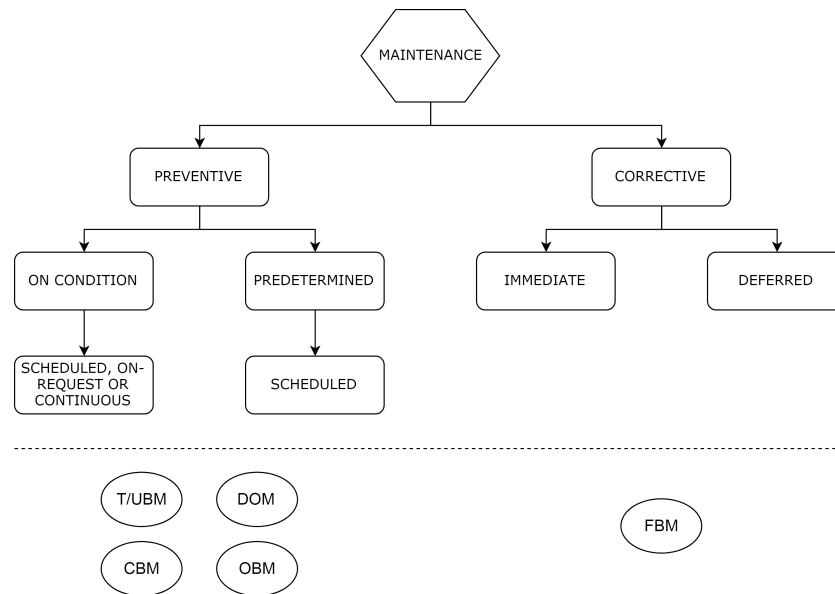 MAINTENANCE
PREVENTIVE
CORRECTIVE
ON CONDITION
PREDETERMINED
IMMEDIATE
DEFERRED
SCHEDULED, ON-
REQUEST OR
CONTINUOUS
SCHEDULED
T/UBM
DOM
FBM
CBM
OBM